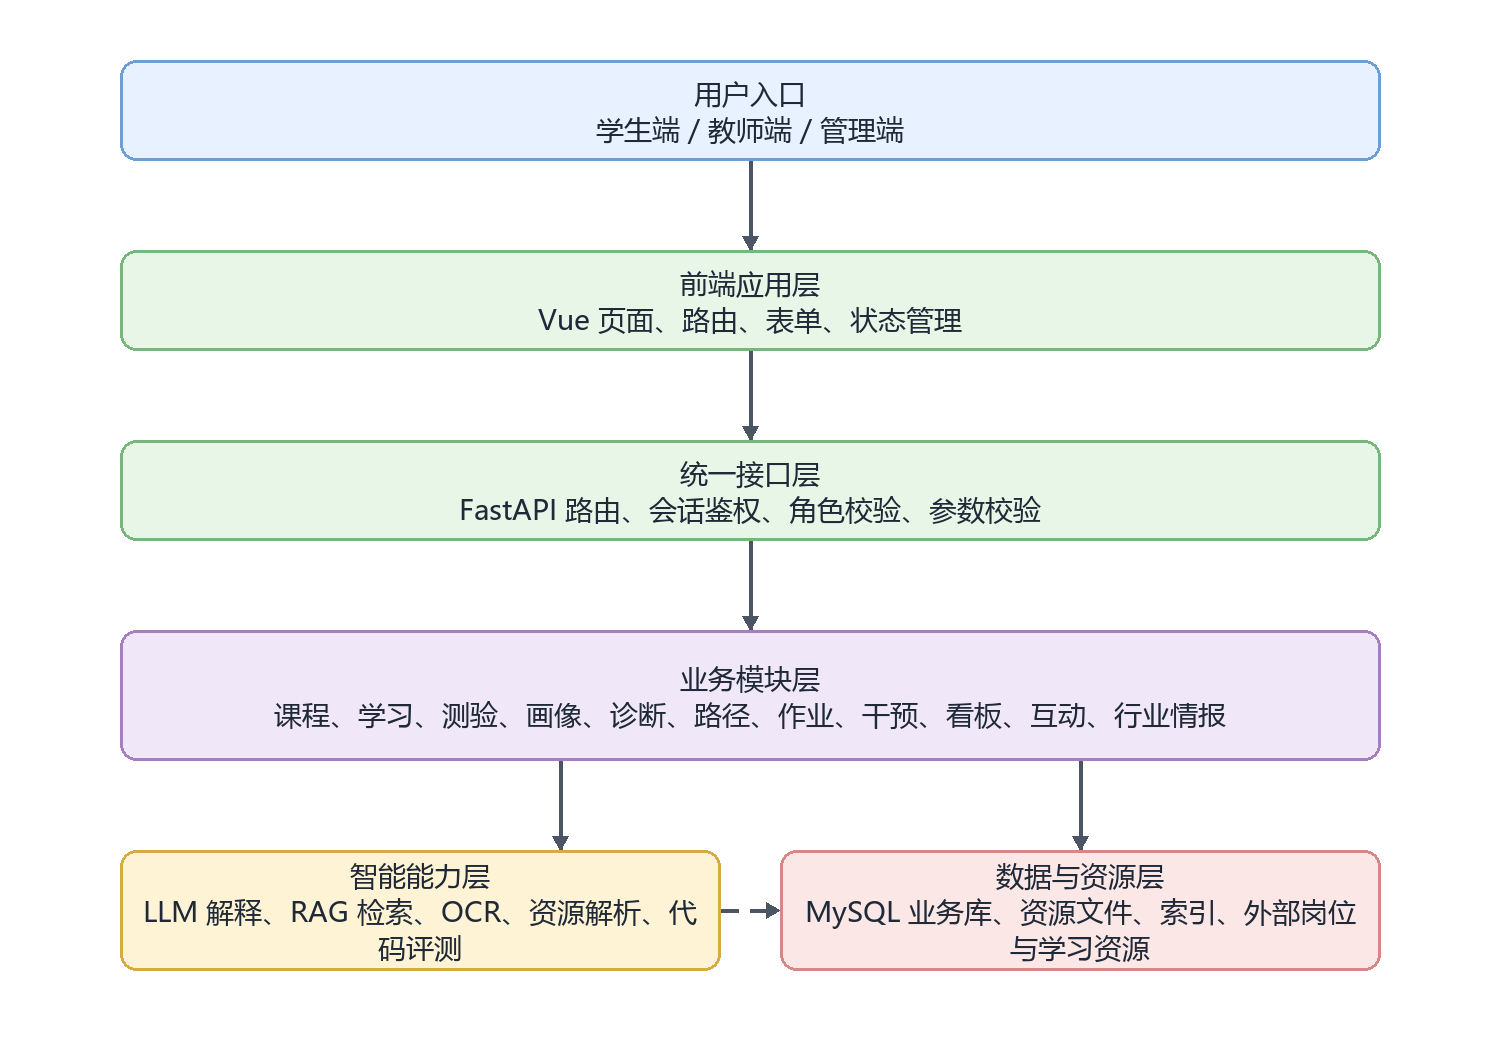 用户入口
学生端 / 教师端 / 管理端
前端应用层
Vue 页面、路由、表单、状态管理
统一接口层
FastAPI 路由、会话鉴权、角色校验、参数校验
业务模块层
课程、学习、测验、画像、诊断、路径、作业、干预、看板、互动、行业情报
智能能力层
LLM 解释、RAG 检索、OCR、资源解析、代
码评测
数据与资源层
MySQL 业务库、资源文件、索引、外部岗位
与学习资源